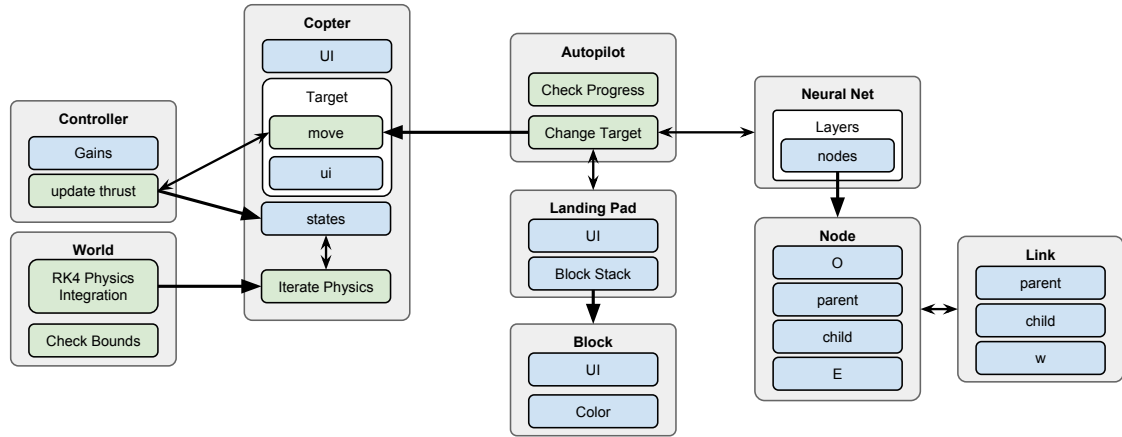 Controller
Gains
update thrust
World
RK4 Physics
Integration
Check Bounds
Copter
UI
Target
move
ui
states
Iterate Physics
Autopilot
Check Progress
Change Target
Landing Pad
UI
Block Stack
Block
UI
Color
Neural Net
Layers
nodes
Node
O
parent
child
E
Link
parent
child
w